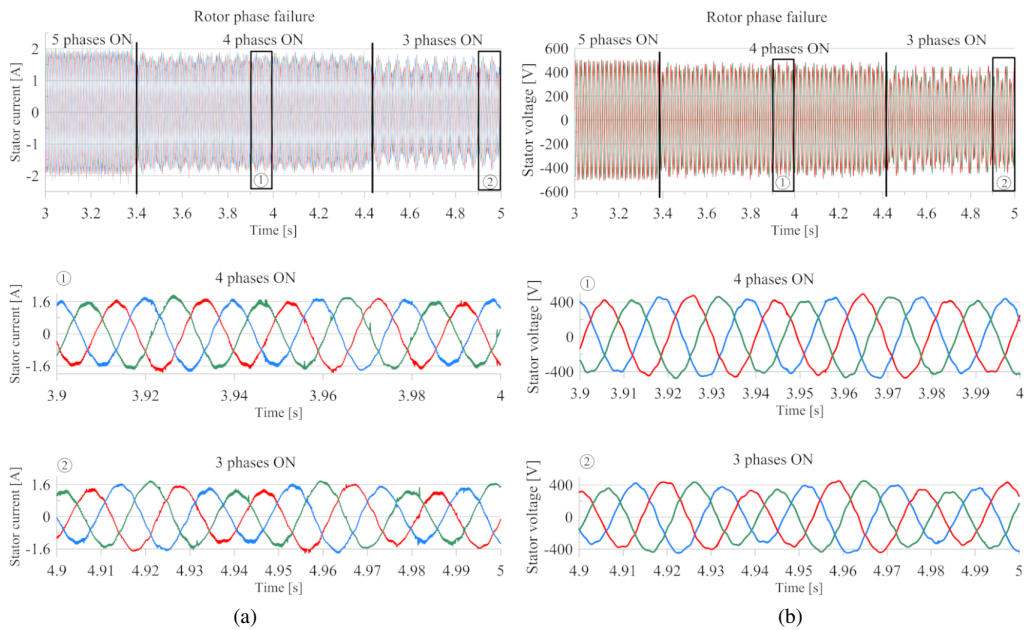 Rotor phase failure
5 phases ON 4 phases ON 3 phases ON
Stator current [A]
2
1
0
-1
-2
①
②
3 3.2 3.4 3.6 3.8 4 4.2 4.4 4.6 4.8 5
Time [s]
Rotor phase failure
5 phases ON 4 phases ON 3 phases ON
Stator voltage [V]
600
400
200
0
-200
-400
-600
①
②
3 3.2 3.4 3.6 3.8 4 4.2 4.4 4.6 4.8 5
Time [s]
① 4 phases ON
Stator current [A]
1.6
0
-1.6
3.9 3.92 3.94 3.96 3.98 4
Time [s]
① 4 phases ON
Stator voltage [V]
400
0
-400
3.9 3.91 3.92 3.93 3.94 3.95 3.96 3.97 3.98 3.99 4
Time [s]
② 3 phases ON
Stator current [A]
1.6
0
-1.6
4.9 4.91 4.92 4.93 4.94 4.95 4.96 4.97 4.98 4.99 5
Time [s]
② 3 phases ON
Stator voltage [V]
400
0
-400
4.9 4.91 4.92 4.93 4.94 4.95 4.96 4.97 4.98 4.99 5
Time [s]
(a) (b)